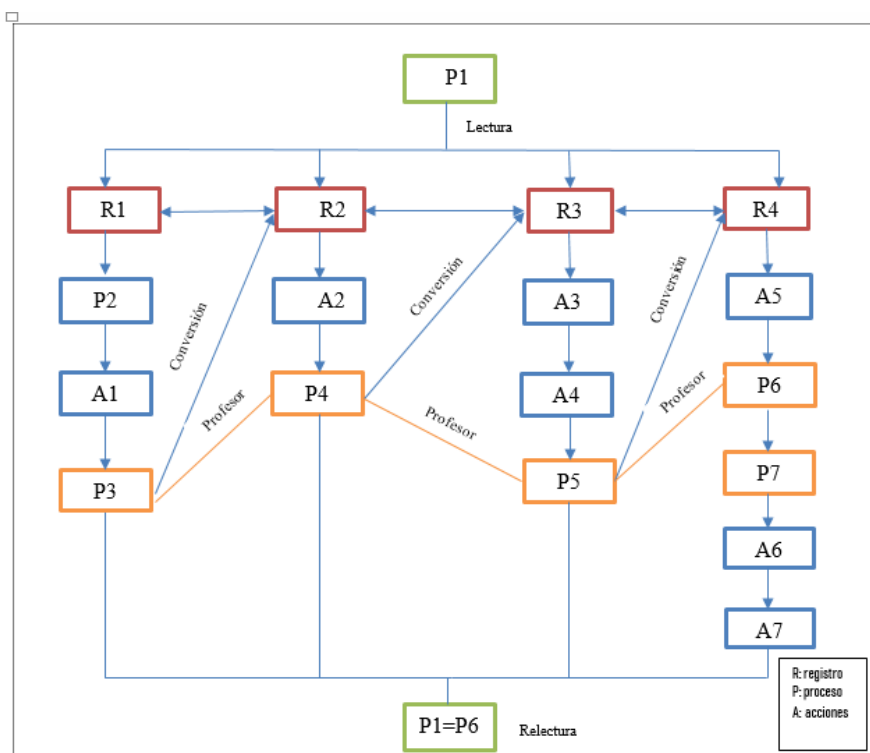 P1
Lectura
R1
R2
R3
R4
P2
A2
A3
A5
Conversión
Conversión
Conversión
A1
P4
A4
P6
Profesor
Profesor
Profesor
P3
P5
P7
A6
A7
R: registro
P: proceso
A: acciones
P1=P6
Relectura